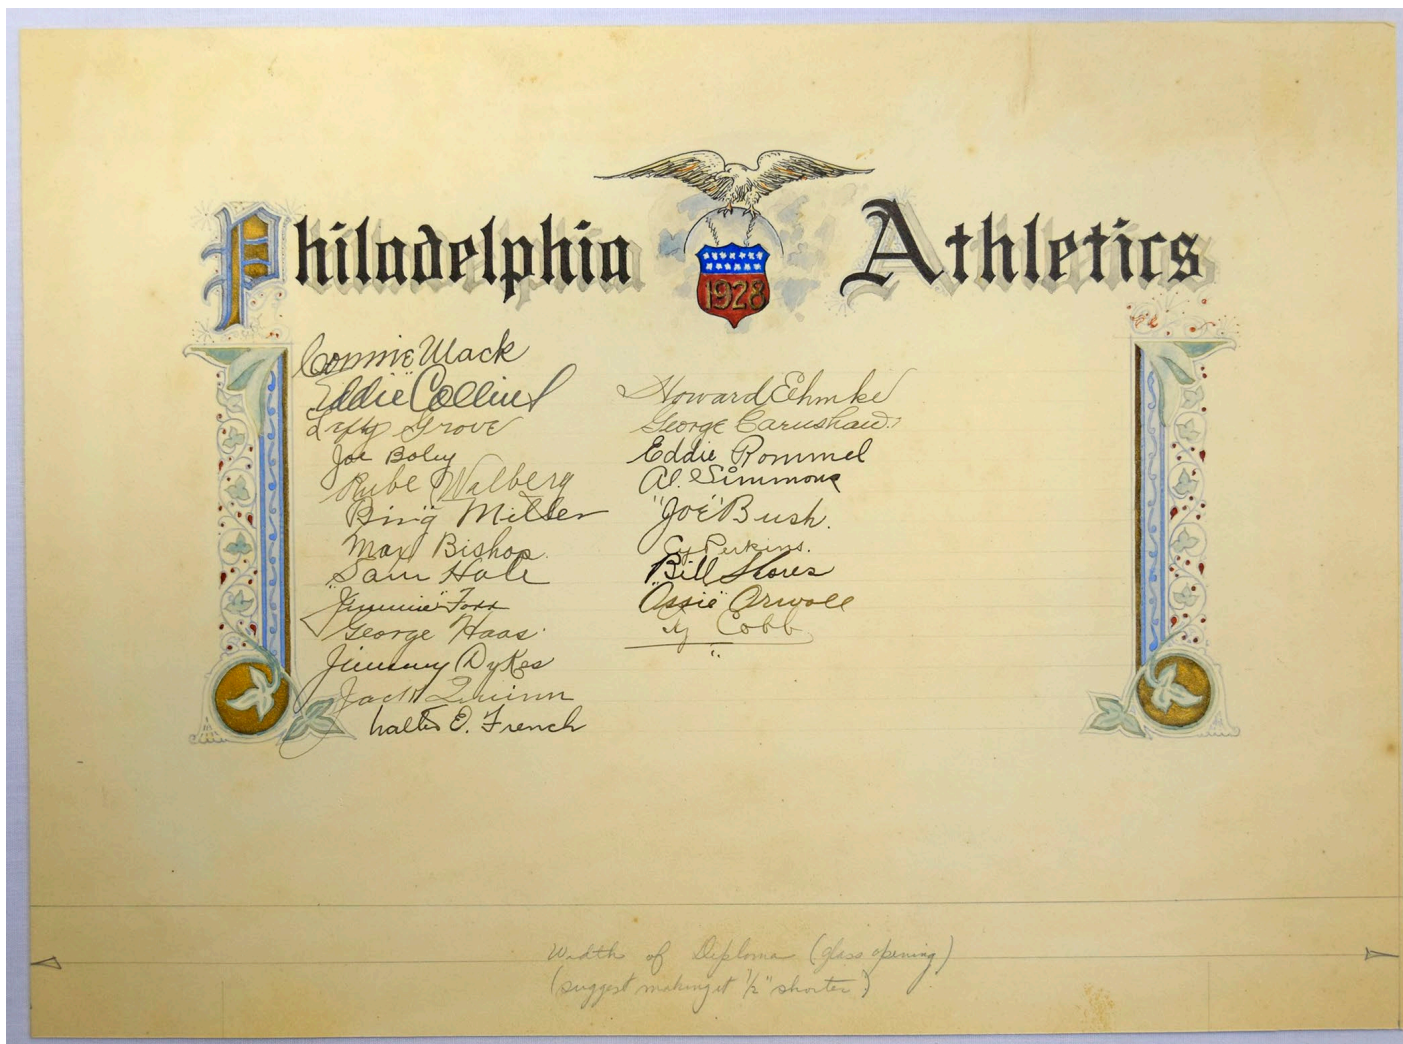 Philadelphia Athletics
1928
Connie Mack
Eddie Collins
Lefty Grove
Joe Boley
Rube Walberg
Bing Miller
Max Bishop.
Sam Hale
"Jimmie" Foxx
George Haas
Jimmy Dykes
Jack Quinn
Walter E. French
Howard Ehmke
George Earnshaw
Eddie Rommel
Al. Simmons
"Joe" Bush.
Cy Perkins.
Bill Shores
"Ossie" Orwoll
Ty Cobb
Width of Diploma (glass opening)
(suggest making it 1/2" shorter)